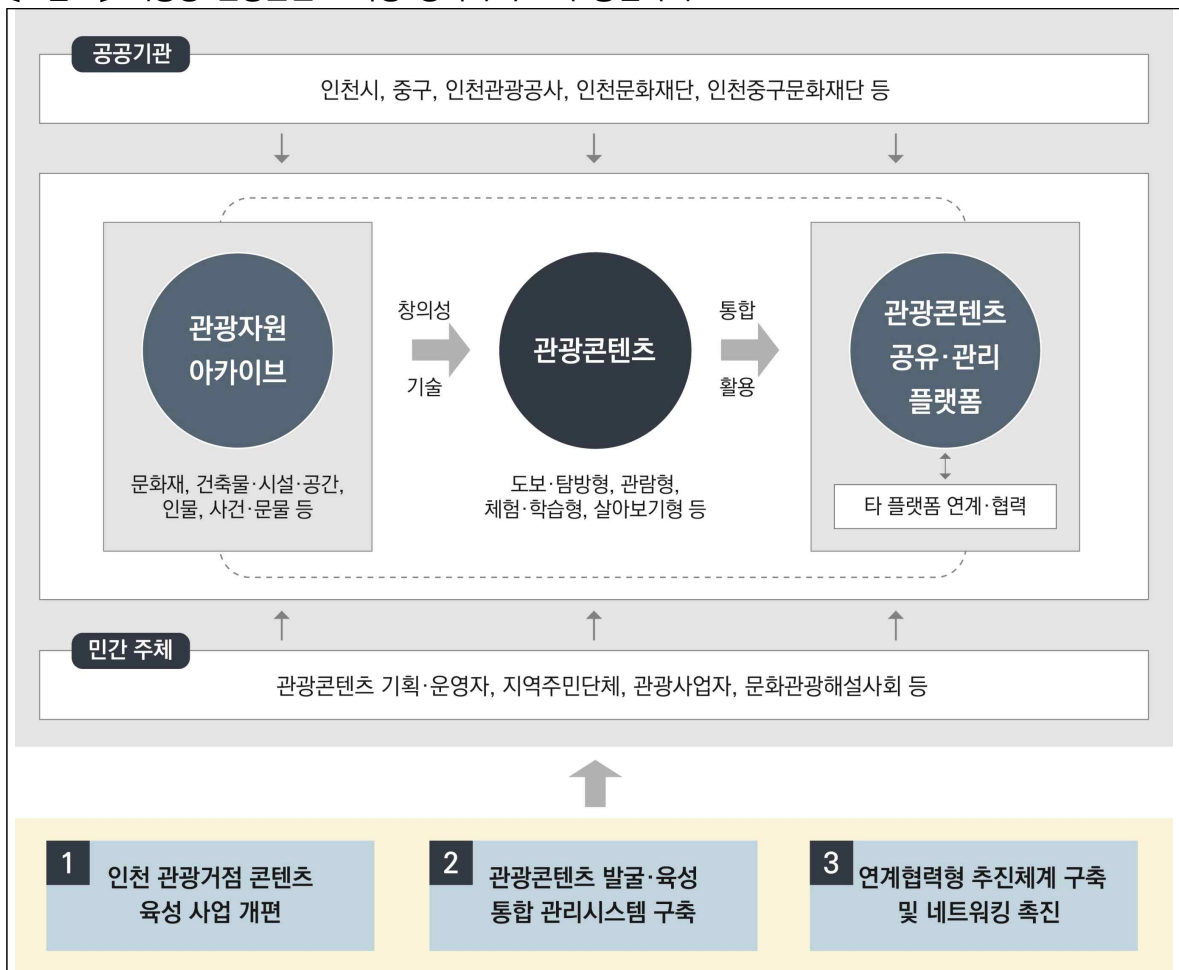 공공기관
인천시, 중구, 인천관광공사, 인천문화재단, 인천중구문화재단 등
관광자원
아카이브
문화재, 건축물·시설·공간,
인물, 사건·문물 등
창의성
기술
관광콘텐츠
도보·탐방형, 관람형,
체험·학습형, 살아보기형 등
통합
활용
관광콘텐츠
공유·관리
플랫폼
타 플랫폼 연계·협력
민간 주체
관광콘텐츠 기획·운영자, 지역주민단체, 관광사업자, 문화관광해설사회 등
1
인천 관광거점 콘텐츠
육성 사업 개편
2
관광콘텐츠 발굴·육성
통합 관리시스템 구축
3
연계협력형 추진체계 구축
및 네트워킹 촉진